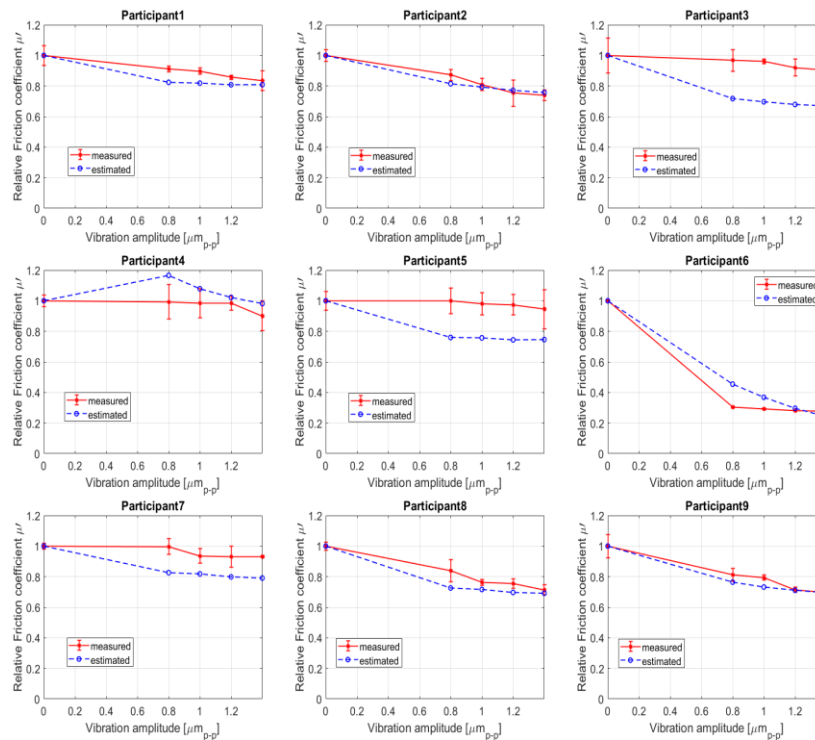 Participant1
Relative Friction coefficient μ′
1.2
1
0.8
0.6
0.4
0.2
0
measured
estimated
0 0.2 0.4 0.6 0.8 1 1.2
Vibration amplitude [μm_p-p]
Participant2
Relative Friction coefficient μ′
1.2
1
0.8
0.6
0.4
0.2
0
measured
estimated
0 0.2 0.4 0.6 0.8 1 1.2
Vibration amplitude [μm_p-p]
Participant3
Relative Friction coefficient μ′
1.2
1
0.8
0.6
0.4
0.2
0
measured
estimated
0 0.2 0.4 0.6 0.8 1 1.2
Vibration amplitude [μm_p-p]
Participant4
Relative Friction coefficient μ′
1.2
1
0.8
0.6
0.4
0.2
0
measured
estimated
0 0.2 0.4 0.6 0.8 1 1.2
Vibration amplitude [μm_p-p]
Participant5
Relative Friction coefficient μ′
1.2
1
0.8
0.6
0.4
0.2
0
measured
estimated
0 0.2 0.4 0.6 0.8 1 1.2
Vibration amplitude [μm_p-p]
Participant6
Relative Friction coefficient μ′
1.2
1
0.8
0.6
0.4
0.2
0
measured
estimated
0 0.2 0.4 0.6 0.8 1 1.2
Vibration amplitude [μm_p-p]
Participant7
Relative Friction coefficient μ′
1.2
1
0.8
0.6
0.4
0.2
0
measured
estimated
0 0.2 0.4 0.6 0.8 1 1.2
Vibration amplitude [μm_p-p]
Participant8
Relative Friction coefficient μ′
1.2
1
0.8
0.6
0.4
0.2
0
measured
estimated
0 0.2 0.4 0.6 0.8 1 1.2
Vibration amplitude [μm_p-p]
Participant9
Relative Friction coefficient μ′
1.2
1
0.8
0.6
0.4
0.2
0
measured
estimated
0 0.2 0.4 0.6 0.8 1 1.2
Vibration amplitude [μm_p-p]